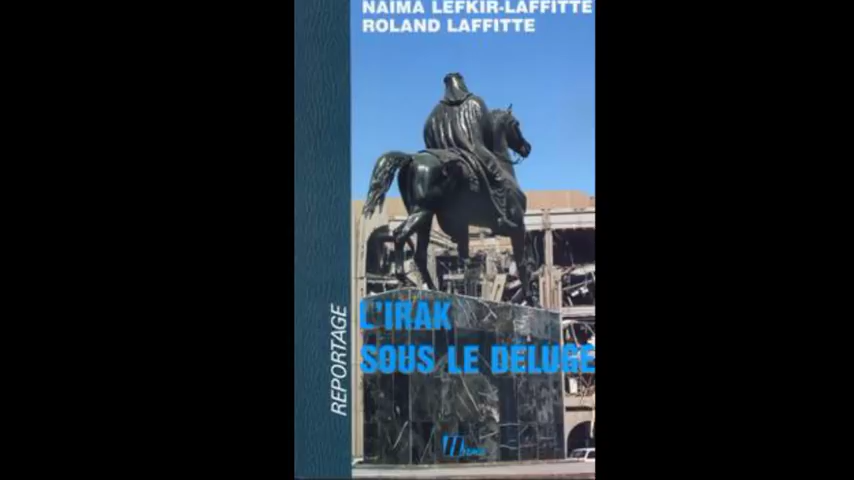 NAIMA LEFKIR-LAFFITTE
ROLAND LAFFITTE
REPORTAGE
L'IRAK
SOUS LE DELUGE